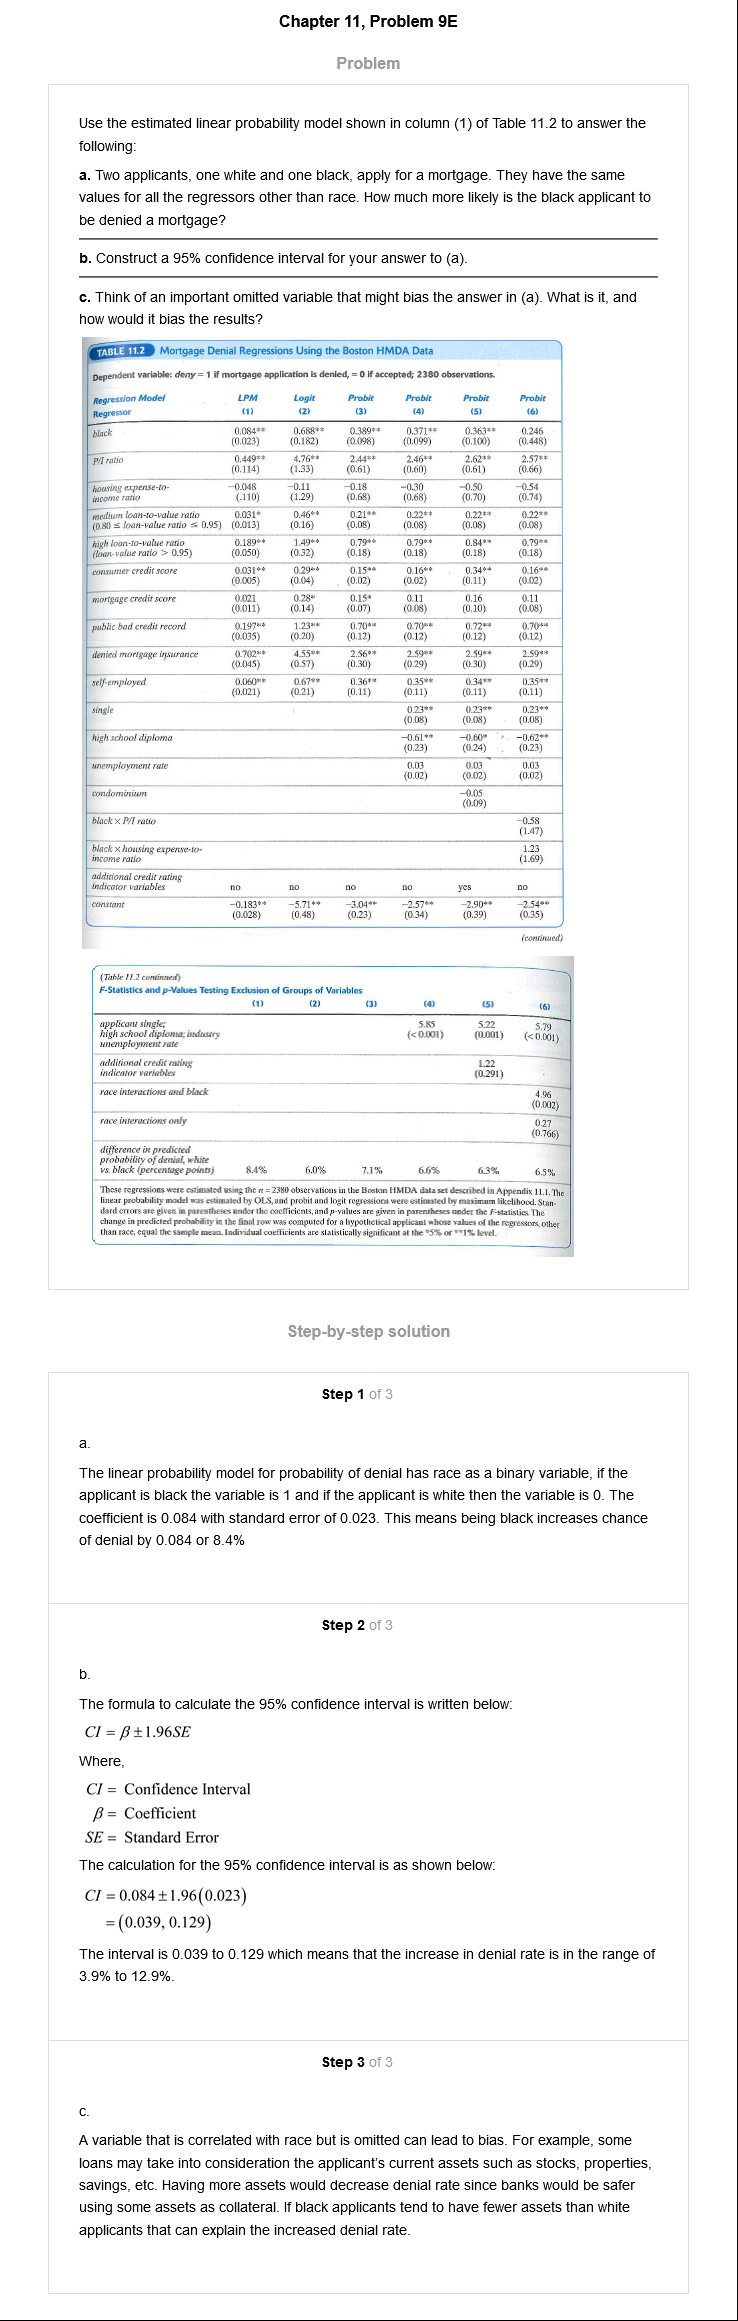 Chapter 11, Problem 9E
Problem
Use the estimated linear probability model shown in column (1) of Table 11.2 to answer the
following:
a. Two applicants, one white and one black, apply for a mortgage. They have the same
values for all the regressors other than race. How much more likely is the black applicant to
be denied a mortgage?
b. Construct a 95% confidence interval for your answer to (a).
c. Think of an important omitted variable that might bias the answer in (a). What is it, and
how would it bias the results?
TABLE 11.2 Mortgage Denial Regressions Using the Boston HMDA Data
Dependent variable: deny = 1 if mortgage application is denied, = 0 if accepted; 2380 observations.
Regression Model LPM Logit Probit Probit Probit Probit
Regressor (1) (2) (3) (4) (5) (6)
black 0.084** 0.688** 0.389** 0.371** 0.363** 0.246
(0.023) (0.182) (0.098) (0.099) (0.100) (0.448)
P/I ratio 0.449** 4.76** 2.44** 2.46** 2.62** 2.57**
(0.114) (1.33) (0.61) (0.60) (0.61) (0.66)
housing expense-to- −0.048 −0.11 −0.18 −0.30 −0.50 −0.54
income ratio (.110) (1.29) (0.68) (0.68) (0.70) (0.74)
medium loan-to-value ratio 0.031* 0.46** 0.21** 0.22** 0.22** 0.22**
(0.80 ≤ loan-value ratio ≤ 0.95) (0.013) (0.16) (0.08) (0.08) (0.08) (0.08)
high loan-to-value ratio 0.189** 1.49** 0.79** 0.79** 0.84** 0.79**
(loan-value ratio > 0.95) (0.050) (0.32) (0.18) (0.18) (0.18) (0.18)
consumer credit score 0.031** 0.29** 0.15** 0.16** 0.34** 0.16**
(0.005) (0.04) (0.02) (0.02) (0.11) (0.02)
mortgage credit score 0.021 0.28* 0.15* 0.11 0.16 0.11
(0.011) (0.14) (0.07) (0.08) (0.10) (0.08)
public bad credit record 0.197** 1.23** 0.70** 0.70** 0.72** 0.70**
(0.035) (0.20) (0.12) (0.12) (0.12) (0.12)
denied mortgage insurance 0.702** 4.55** 2.56** 2.59** 2.59** 2.59**
(0.045) (0.57) (0.30) (0.29) (0.30) (0.29)
self-employed 0.060** 0.67** 0.36** 0.35** 0.34** 0.35**
(0.021) (0.21) (0.11) (0.11) (0.11) (0.11)
single 0.23** 0.23** 0.23**
(0.08) (0.08) (0.08)
high school diploma −0.61** −0.60* −0.62**
(0.23) (0.24) (0.23)
unemployment rate 0.03 0.03 0.03
(0.02) (0.02) (0.02)
condominium −0.05
(0.09)
black × P/I ratio −0.58
(1.47)
black × housing expense-to- 1.23
income ratio (1.69)
additional credit rating
indicator variables no no no no yes no
constant −0.183** −5.71** −3.04** −2.57** −2.90** −2.54**
(0.028) (0.48) (0.23) (0.34) (0.39) (0.35)
(continued)
(Table 11.2 continued)
F-Statistics and p-Values Testing Exclusion of Groups of Variables
(1) (2) (3) (4) (5) (6)
applicant single; 5.85 5.22 5.79
high school diploma; industry (< 0.001) (0.001) (< 0.001)
unemployment rate
additional credit rating 1.22
indicator variables (0.291)
race interactions and black 4.96
(0.002)
race interactions only 0.27
(0.766)
difference in predicted
probability of denial, white
vs. black (percentage points) 8.4% 6.0% 7.1% 6.6% 6.3% 6.5%
These regressions were estimated using the n = 2380 observations in the Boston HMDA data set described in Appendix 11.1. The
linear probability model was estimated by OLS, and probit and logit regressions were estimated by maximum likelihood. Stan-
dard errors are given in parentheses under the coefficients, and p-values are given in parentheses under the F-statistics. The
change in predicted probability in the final row was computed for a hypothetical applicant whose values of the regressors, other
than race, equal the sample mean. Individual coefficients are statistically significant at the *5% or **1% level.
Step-by-step solution
Step 1 of 3
a.
The linear probability model for probability of denial has race as a binary variable, if the
applicant is black the variable is 1 and if the applicant is white then the variable is 0. The
coefficient is 0.084 with standard error of 0.023. This means being black increases chance
of denial by 0.084 or 8.4%
Step 2 of 3
b.
The formula to calculate the 95% confidence interval is written below:
CI = β ± 1.96SE
Where,
CI = Confidence Interval
β = Coefficient
SE = Standard Error
The calculation for the 95% confidence interval is as shown below:
CI = 0.084 ± 1.96(0.023)
= (0.039, 0.129)
The interval is 0.039 to 0.129 which means that the increase in denial rate is in the range of
3.9% to 12.9%.
Step 3 of 3
c.
A variable that is correlated with race but is omitted can lead to bias. For example, some
loans may take into consideration the applicant's current assets such as stocks, properties,
savings, etc. Having more assets would decrease denial rate since banks would be safer
using some assets as collateral. If black applicants tend to have fewer assets than white
applicants that can explain the increased denial rate.